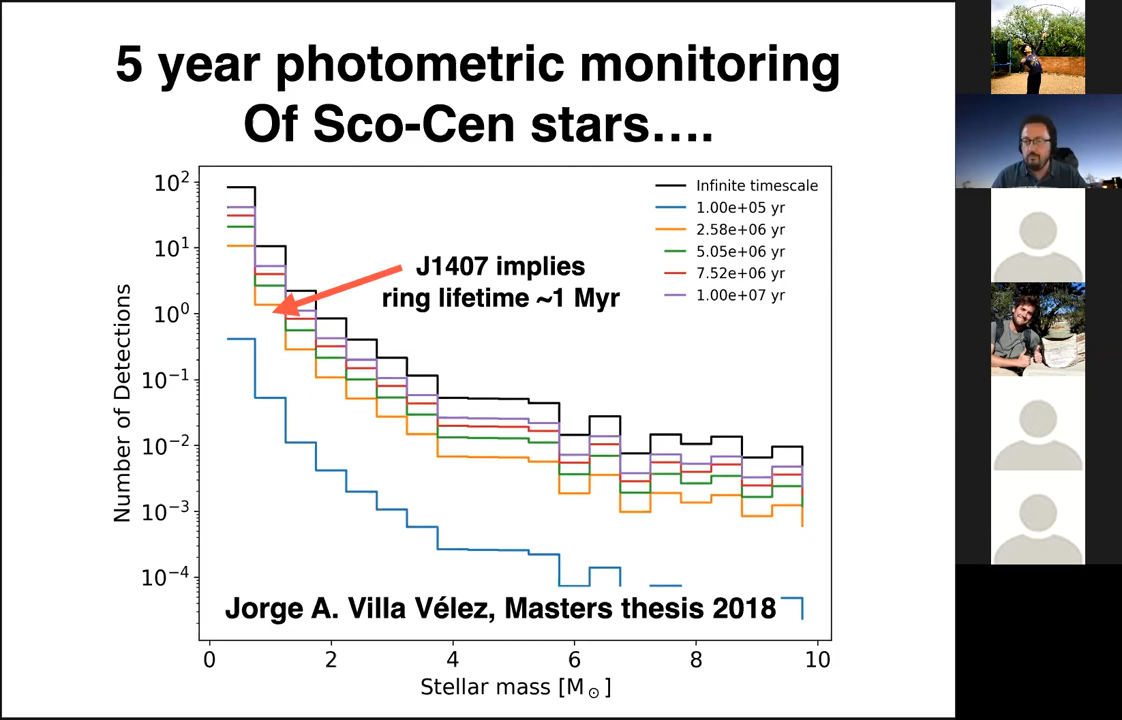 5 year photometric monitoring
Of Sco-Cen stars....
Number of Detections
10²
10¹
10⁰
10⁻¹
10⁻²
10⁻³
10⁻⁴
Infinite timescale
1.00e+05 yr
2.58e+06 yr
5.05e+06 yr
7.52e+06 yr
1.00e+07 yr
J1407 implies
ring lifetime ~1 Myr
Jorge A. Villa Vélez, Masters thesis 2018
0 2 4 6 8 10
Stellar mass [M☉]